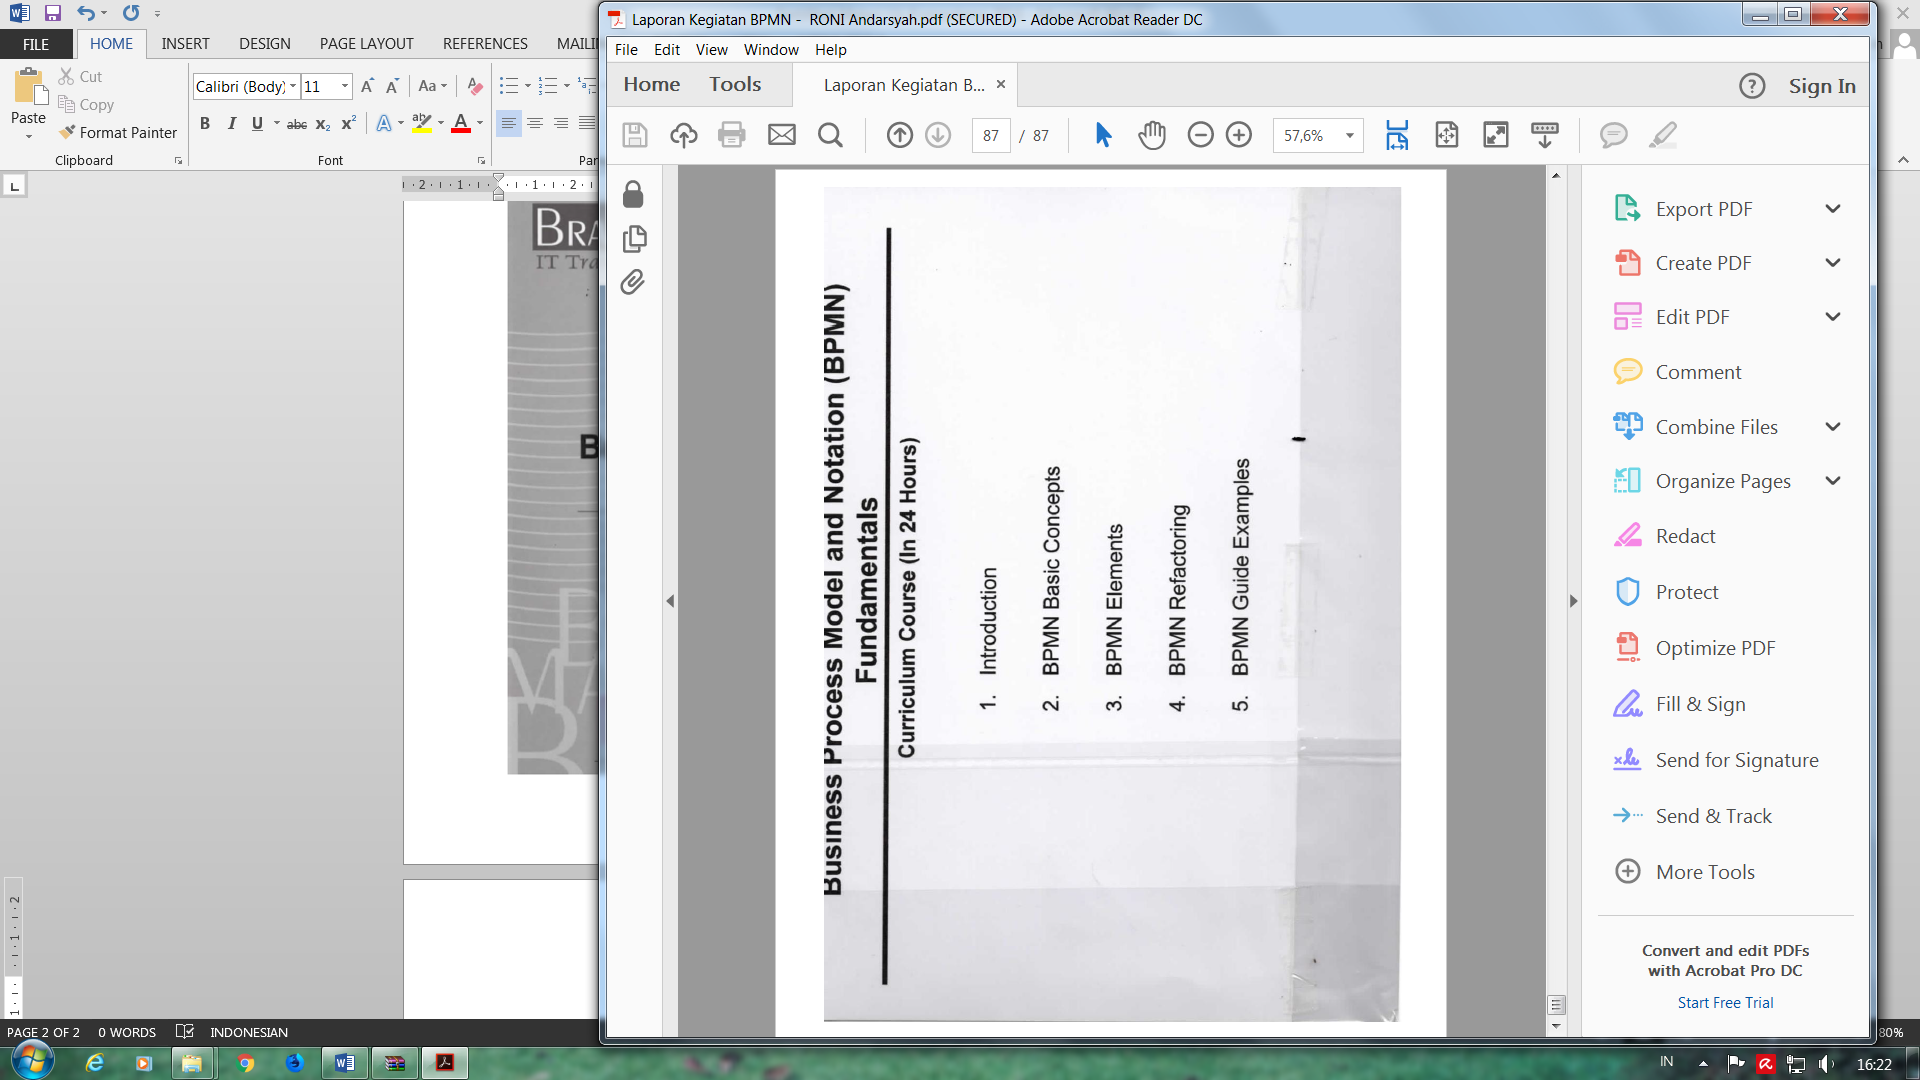 FILE
HOME
INSERT
DESIGN
PAGE LAYOUT
REFERENCES
Paste
Cut
Copy
Format Painter
Clipboard
Calibri (Body)
11
Font
IT
PAGE 2 OF 2
0 WORDS
INDONESIAN
80%
Laporan Kegiatan BPMN - RONI Andarsyah.pdf (SECURED) - Adobe Acrobat Reader DC
File Edit View Window Help
Home Tools Laporan Kegiatan B... Sign In
87 / 87
57,6%
Business Process Model and Notation (BPMN)
Fundamentals
Curriculum Course (In 24 Hours)
1. Introduction
2. BPMN Basic Concepts
3. BPMN Elements
4. BPMN Refactoring
5. BPMN Guide Examples
Export PDF
Create PDF
Edit PDF
Comment
Combine Files
Organize Pages
Redact
Protect
Optimize PDF
Fill & Sign
Send for Signature
Send & Track
More Tools
Convert and edit PDFs
with Acrobat Pro DC
Start Free Trial
IN
16:22